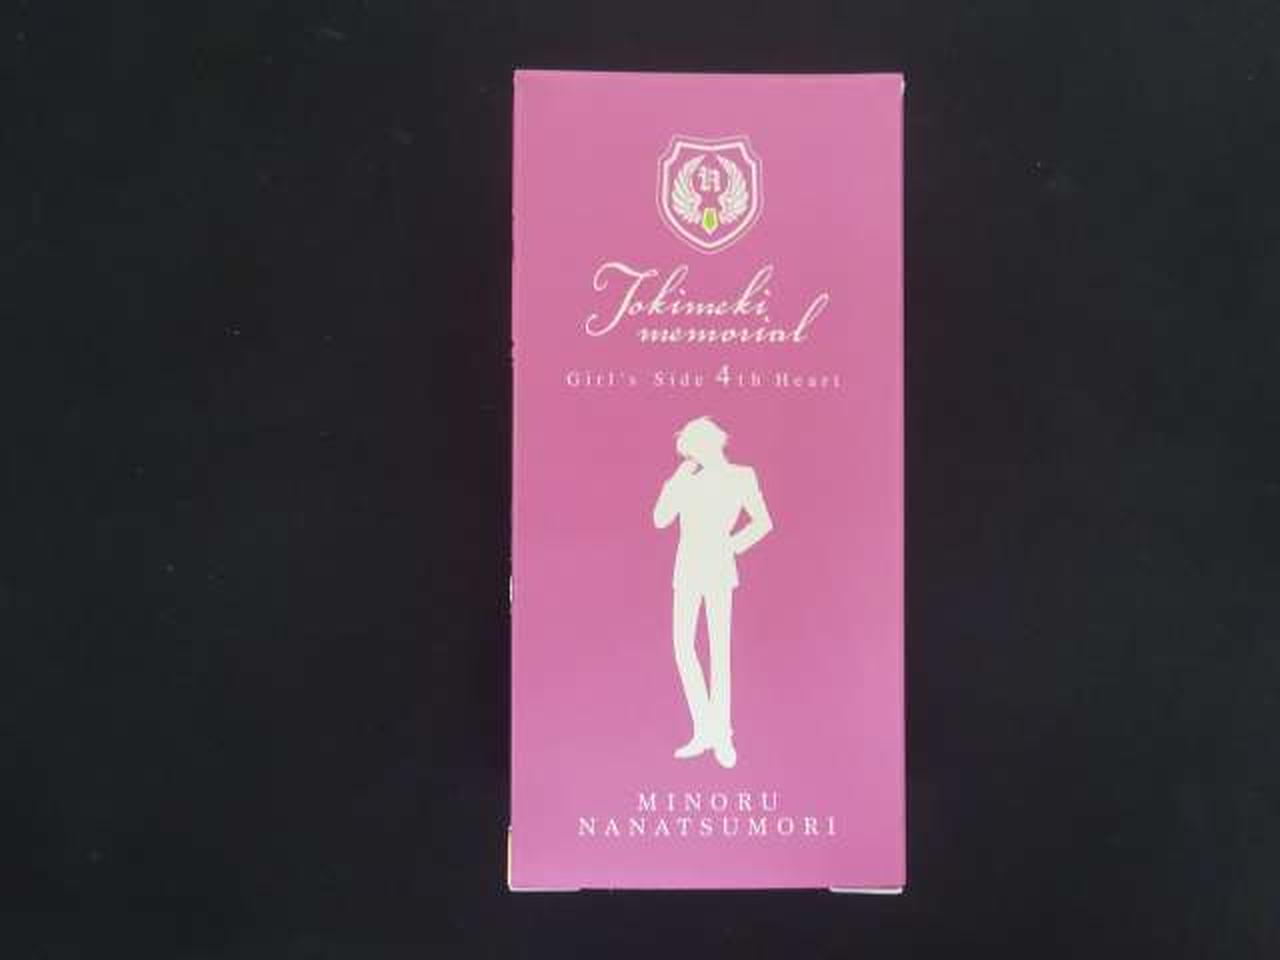 H
Tokimeki
memorial
Girl's Side 4th Heart
MINORU
NANATSUMORI